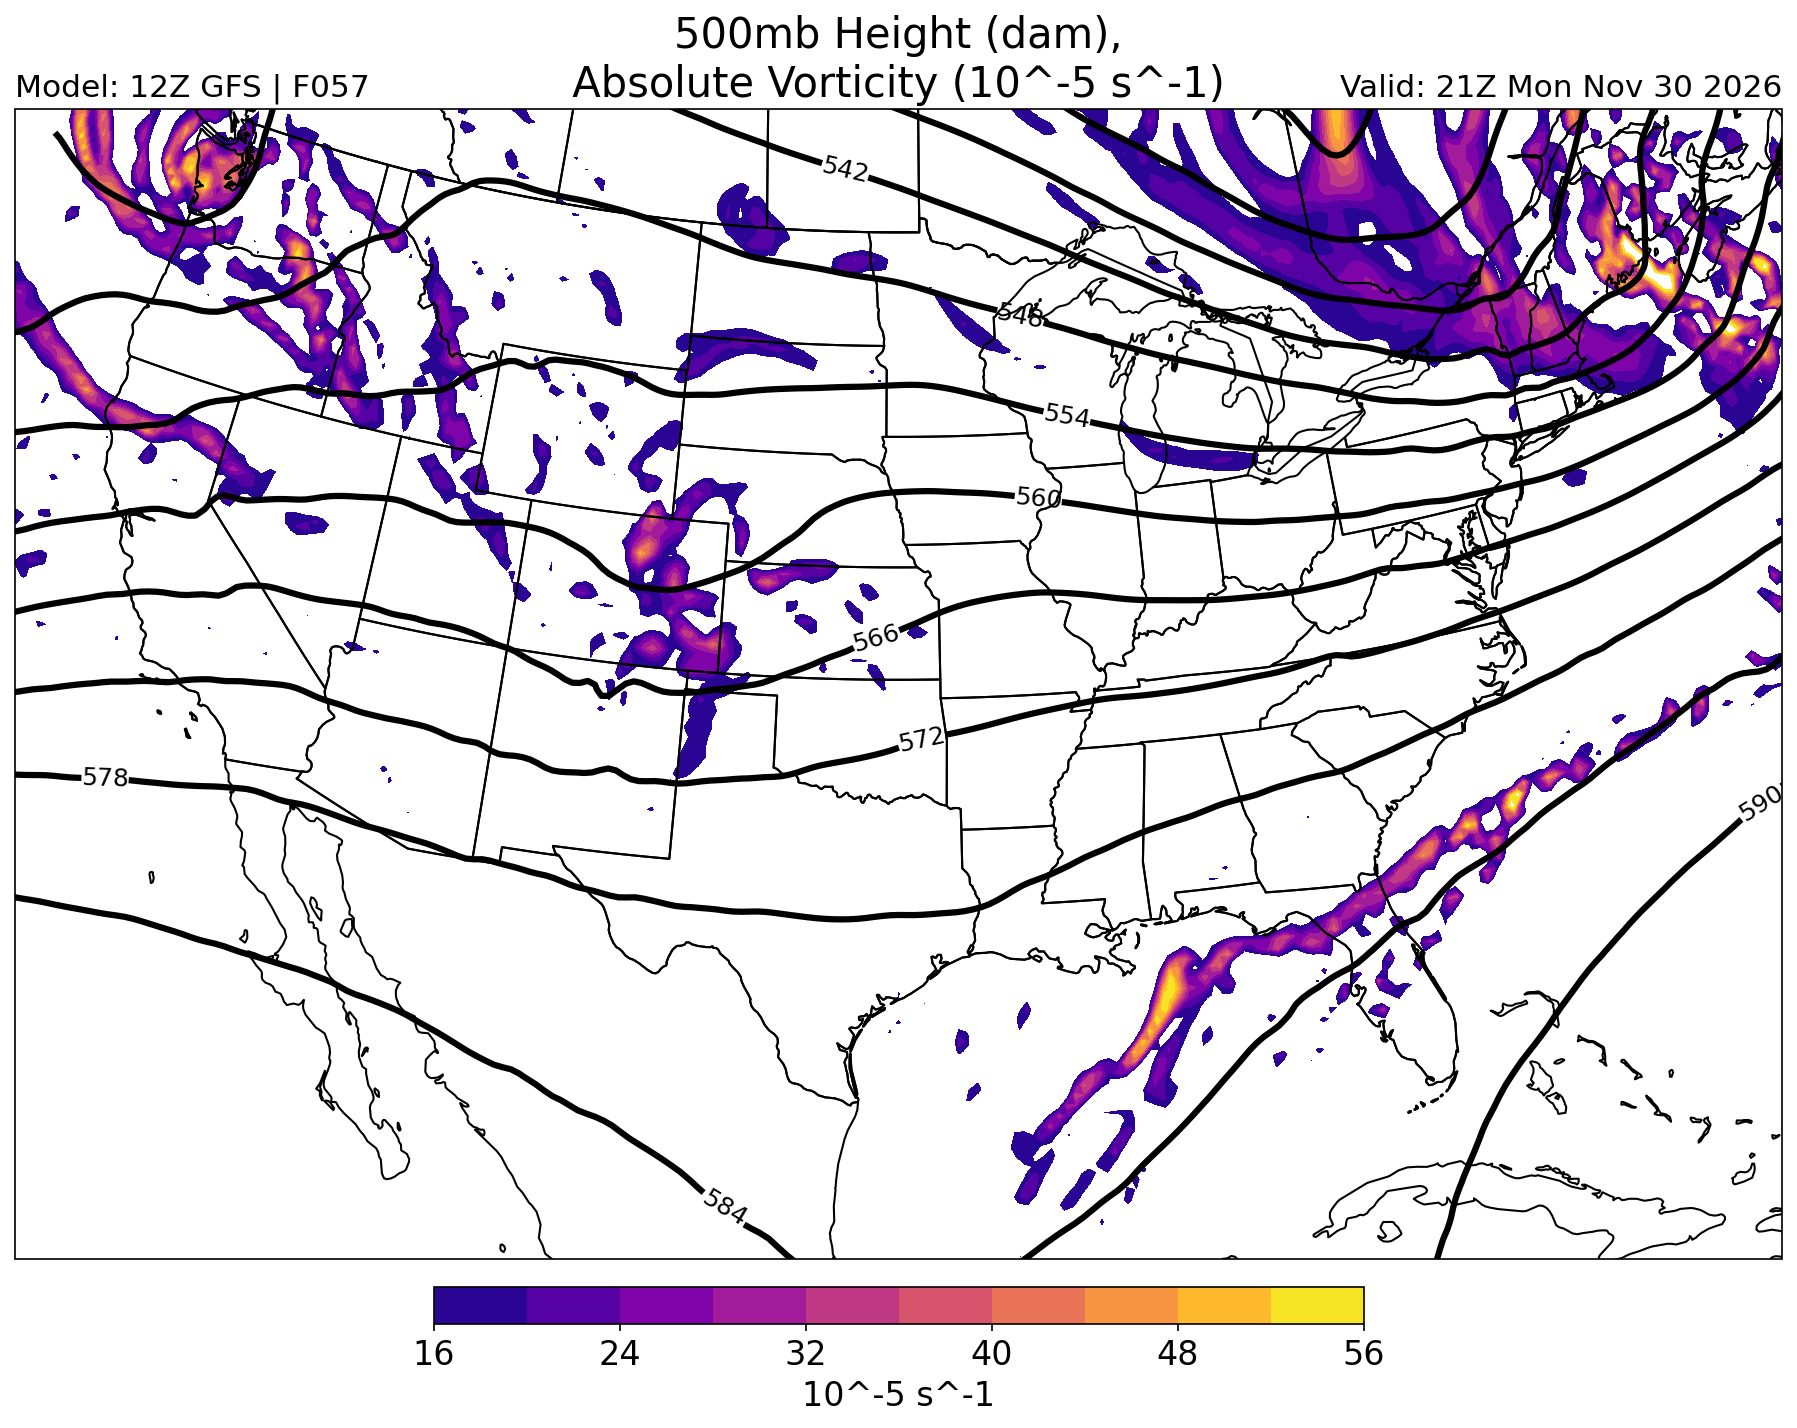 500mb Height (dam),
Absolute Vorticity (10^-5 s^-1)
Model: 12Z GFS | F057
Valid: 21Z Mon Nov 30 2026
542
548
554
560
566
572
578
584
590
16 24 32 40 48 56
10^-5 s^-1